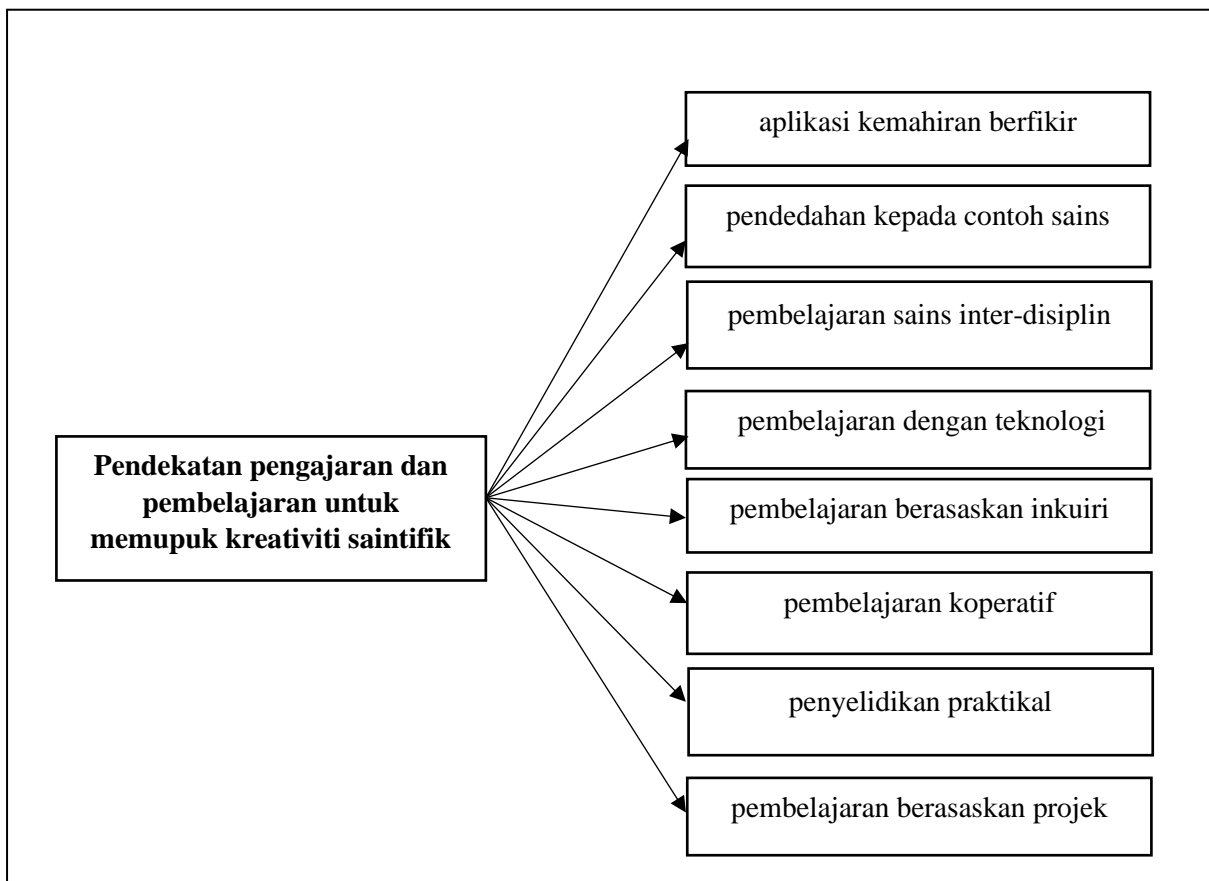 aplikasi kemahiran berfikir
pendedahan kepada contoh sains
pembelajaran sains inter-disiplin
pembelajaran dengan teknologi
Pendekatan pengajaran dan
pembelajaran untuk
memupuk kreativiti saintifik
pembelajaran berasaskan inkuiri
pembelajaran koperatif
penyelidikan praktikal
pembelajaran berasaskan projek